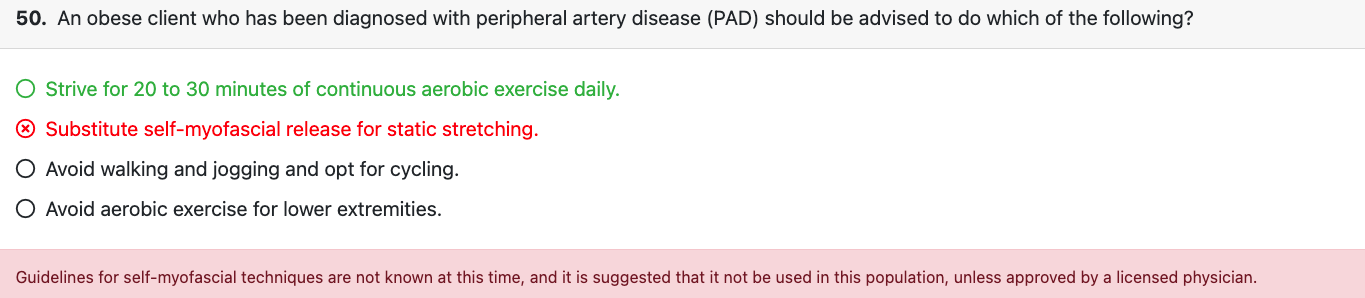 50. An obese client who has been diagnosed with peripheral artery disease (PAD) should be advised to do which of the following?
Strive for 20 to 30 minutes of continuous aerobic exercise daily.
Substitute self-myofascial release for static stretching.
Avoid walking and jogging and opt for cycling.
Avoid aerobic exercise for lower extremities.
Guidelines for self-myofascial techniques are not known at this time, and it is suggested that it not be used in this population, unless approved by a licensed physician.